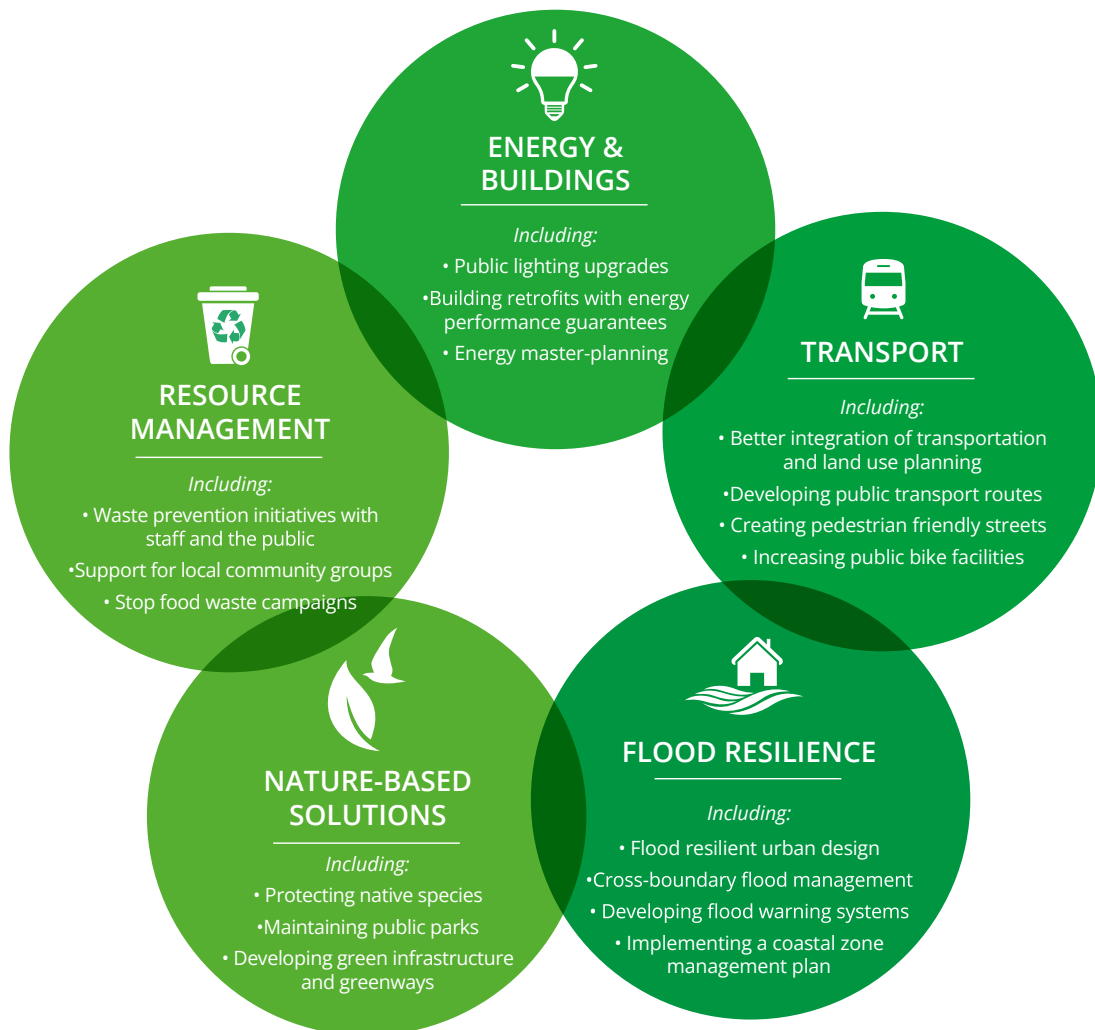 ENERGY &
BUILDINGS
Including:
• Public lighting upgrades
•Building retrofits with energy
performance guarantees
• Energy master-planning
TRANSPORT
Including:
• Better integration of transportation
and land use planning
•Developing public transport routes
• Creating pedestrian friendly streets
• Increasing public bike facilities
RESOURCE
MANAGEMENT
Including:
• Waste prevention initiatives with
staff and the public
•Support for local community groups
• Stop food waste campaigns
FLOOD RESILIENCE
Including:
• Flood resilient urban design
•Cross-boundary flood management
• Developing flood warning systems
• Implementing a coastal zone
management plan
NATURE-BASED
SOLUTIONS
Including:
• Protecting native species
•Maintaining public parks
• Developing green infrastructure
and greenways